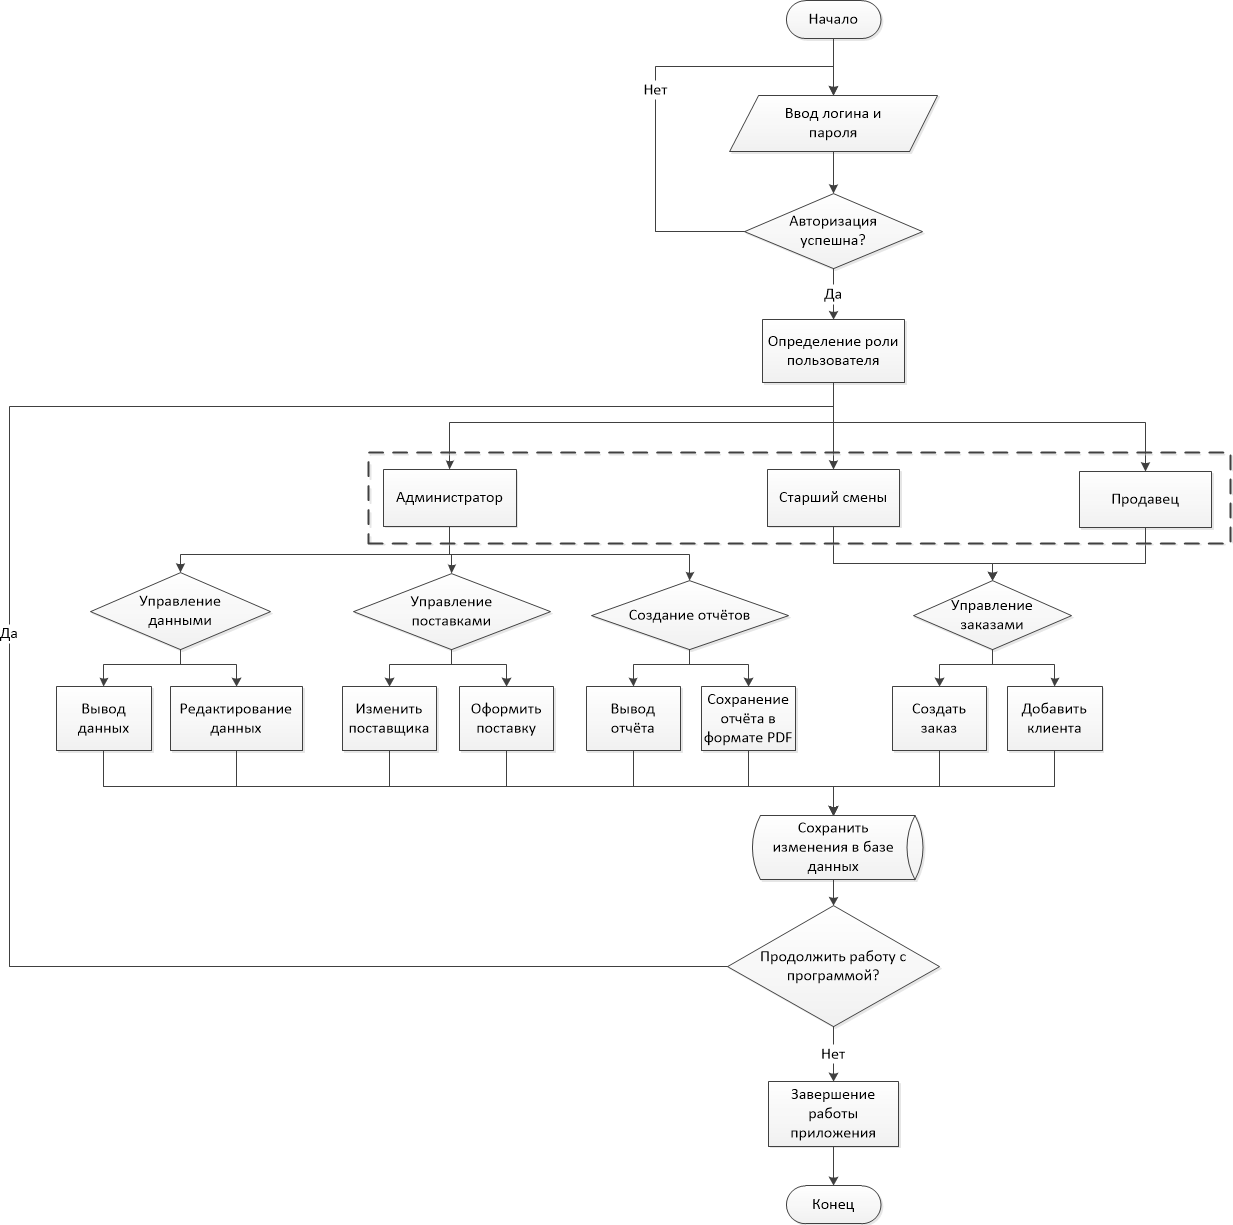 Начало
Нет
Ввод логина и
пароля
Авторизация
успешна?
Да
Определение роли
пользователя
Администратор
Старший смены
Продавец
Управление
данными
Управление
поставками
Создание отчётов
Управление
заказами
Да
Вывод
данных
Редактирование
данных
Изменить
поставщика
Оформить
поставку
Вывод
отчёта
Сохранение
отчёта в
формате PDF
Создать
заказ
Добавить
клиента
Сохранить
изменения в базе
данных
Продолжить работу с
программой?
Нет
Завершение
работы
приложения
Конец